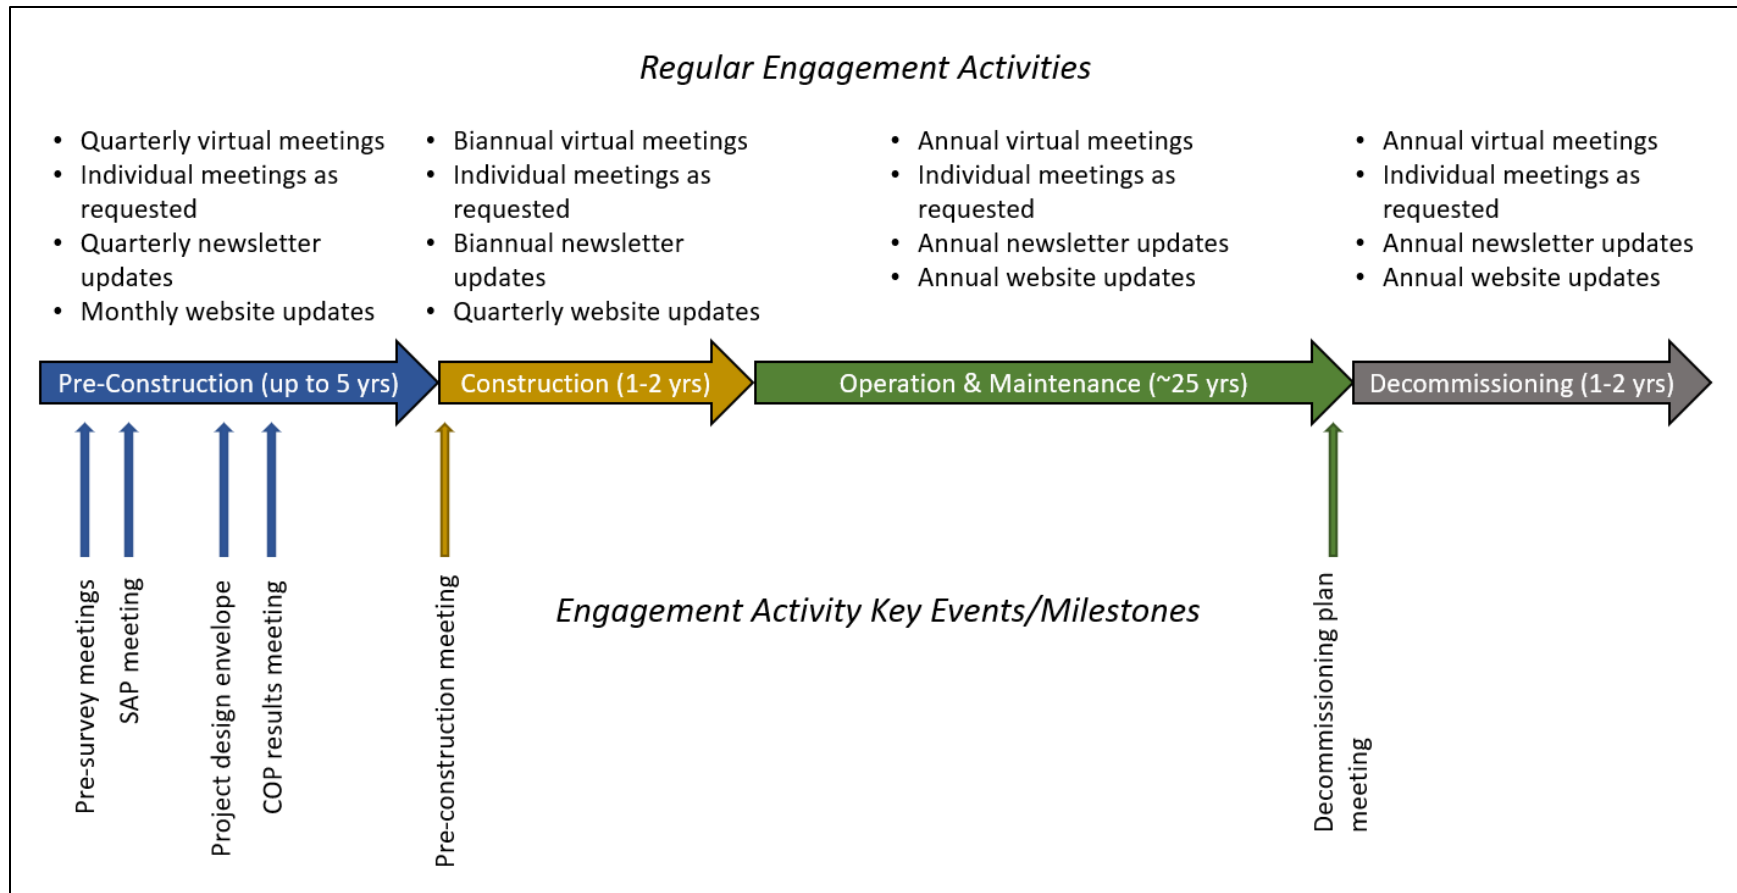 Regular Engagement Activities
• Quarterly virtual meetings
• Individual meetings as
requested
• Quarterly newsletter
updates
• Monthly website updates
• Biannual virtual meetings
• Individual meetings as
requested
• Biannual newsletter
updates
• Quarterly website updates
• Annual virtual meetings
• Individual meetings as
requested
• Annual newsletter updates
• Annual website updates
• Annual virtual meetings
• Individual meetings as
requested
• Annual newsletter updates
• Annual website updates
Pre-Construction (up to 5 yrs)
Construction (1-2 yrs)
Operation & Maintenance (~25 yrs)
Decommissioning (1-2 yrs)
Pre-survey meetings
SAP meeting
Project design envelope
COP results meeting
Pre-construction meeting
Engagement Activity Key Events/Milestones
Decommissioning plan
meeting